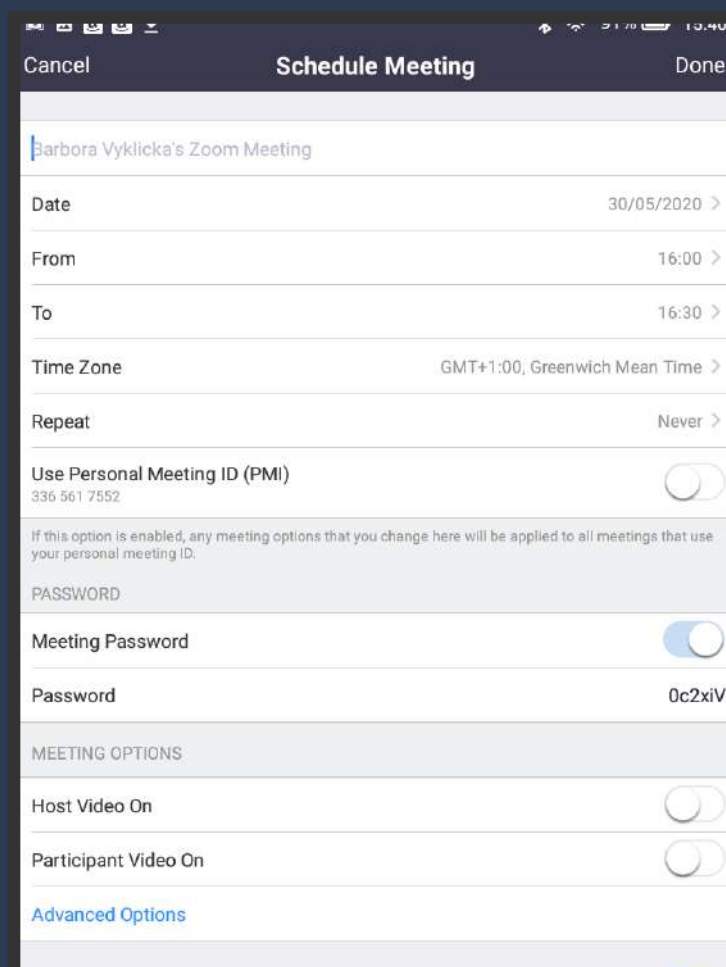 91% 15:40
Cancel Schedule Meeting Done
Barbora Vyklicka's Zoom Meeting
Date 30/05/2020
From 16:00
To 16:30
Time Zone GMT+1:00, Greenwich Mean Time
Repeat Never
Use Personal Meeting ID (PMI)
336 561 7552
If this option is enabled, any meeting options that you change here will be applied to all meetings that use
your personal meeting ID.
PASSWORD
Meeting Password
Password 0c2xiV
MEETING OPTIONS
Host Video On
Participant Video On
Advanced Options